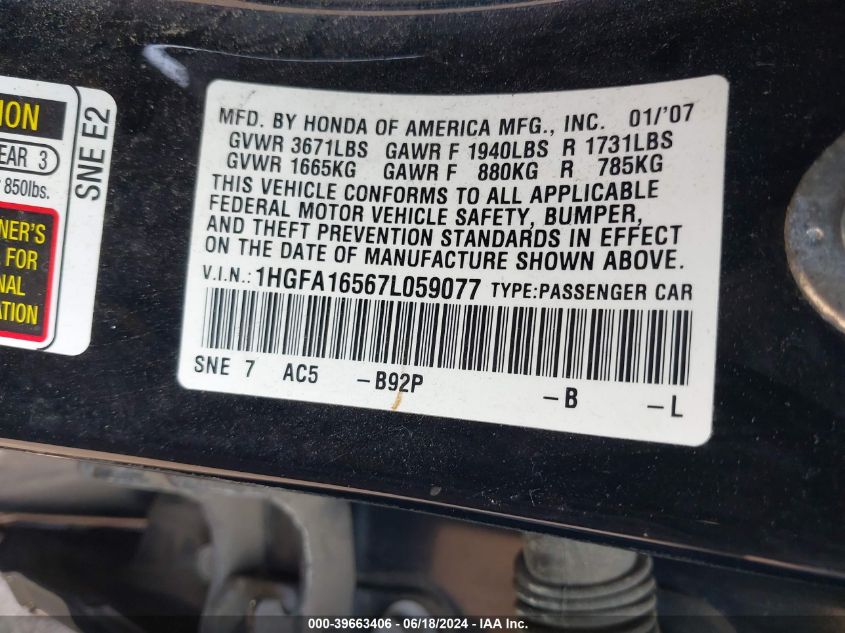 ION
EAR 3
850lbs.
NER'S
FOR
NAL
ATION
SNE E2
MFD. BY HONDA OF AMERICA MFG., INC. 01/'07
GVWR 3671LBS GAWR F 1940LBS R 1731LBS
GVWR 1665KG GAWR F 880KG R 785KG
THIS VEHICLE CONFORMS TO ALL APPLICABLE
FEDERAL MOTOR VEHICLE SAFETY, BUMPER,
AND THEFT PREVENTION STANDARDS IN EFFECT
ON THE DATE OF MANUFACTURE SHOWN ABOVE.
V.I.N.: 1HGFA16567L059077 TYPE:PASSENGER CAR
SNE 7 AC5 -B92P -B -L
000-39663406 - 06/18/2024 - IAA Inc.